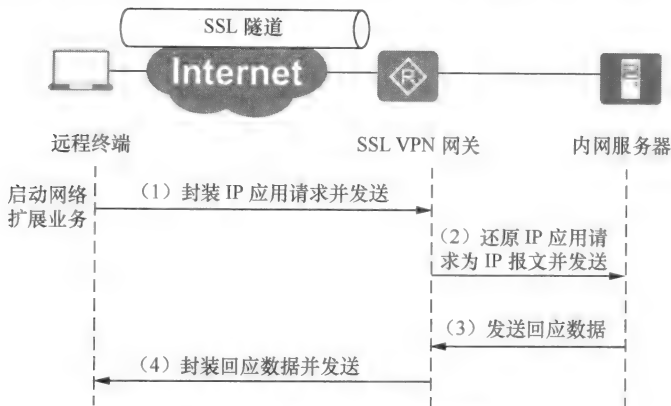 SSL 隧道
Internet
R
远程终端
SSL VPN 网关
内网服务器
启动网络
扩展业务
（1）封装 IP 应用请求并发送
（2）还原 IP 应用请
求为 IP 报文并发送
（3）发送回应数据
（4）封装回应数据并发送